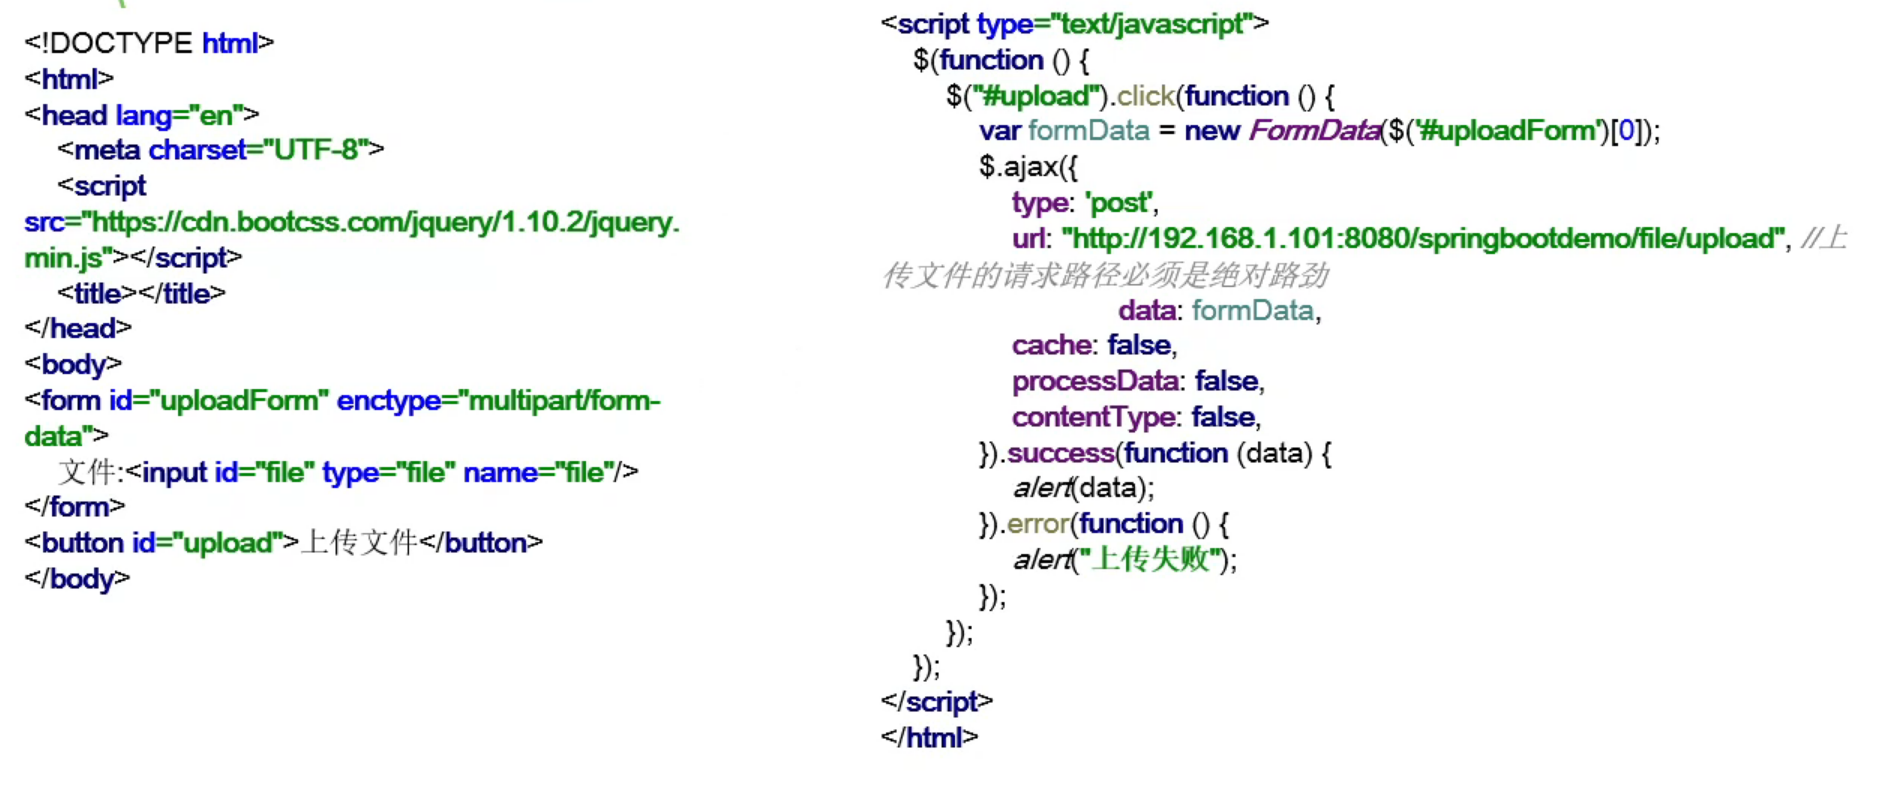 <!DOCTYPE html>
<html>
<head lang="en">
<meta charset="UTF-8">
<script
src="https://cdn.bootcss.com/jquery/1.10.2/jquery.
min.js"></script>
<title></title>
</head>
<body>
<form id="uploadForm" enctype="multipart/form-
data">
文件:<input id="file" type="file" name="file"/>
</form>
<button id="upload">上传文件</button>
</body>
<script type="text/javascript">
$(function () {
$("#upload").click(function () {
var formData = new FormData($('#uploadForm')[0]);
$.ajax({
type: 'post',
url: "http://192.168.1.101:8080/springbootdemo/file/upload", //上
传文件的请求路径必须是绝对路劲
data: formData,
cache: false,
processData: false,
contentType: false,
}).success(function (data) {
alert(data);
}).error(function () {
alert("上传失败");
});
});
});
</script>
</html>